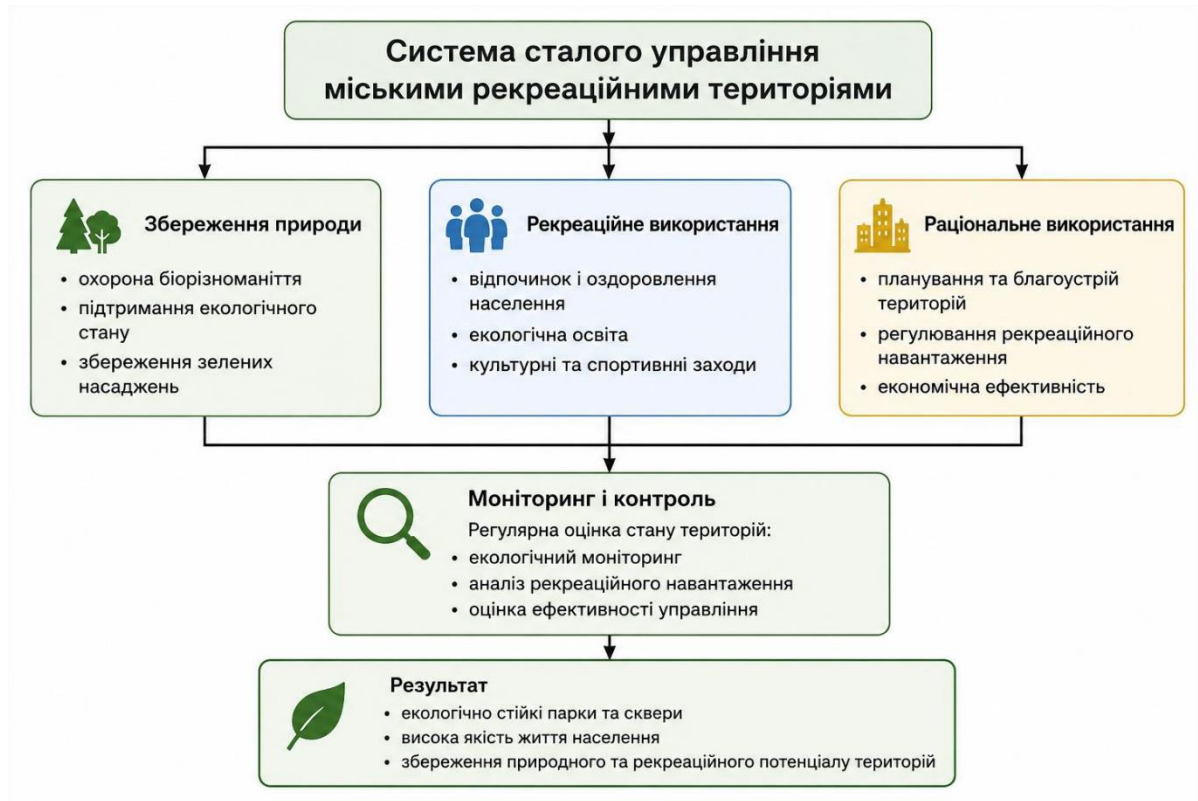 Система сталого управління
міськими рекреаційними територіями
Збереження природи
• охорона біорізноманіття
• підтримання екологічного
стану
• збереження зелених
насаджень
Рекреаційне використання
• відпочинок і оздоровлення
населення
• екологічна освіта
• культурні та спортивнні заходи
Раціональне використання
• планування та благоустрій
територій
• регулювання рекреаційного
навантаження
• економічна ефективність
Моніторинг і контроль
Регулярна оцінка стану територій:
• екологічний моніторинг
• аналіз рекреаційного навантаження
• оцінка ефективності управління
Результат
• екологічно стійкі парки та сквери
• висока якість життя населення
• збереження природного та рекреаційного потенціалу територій